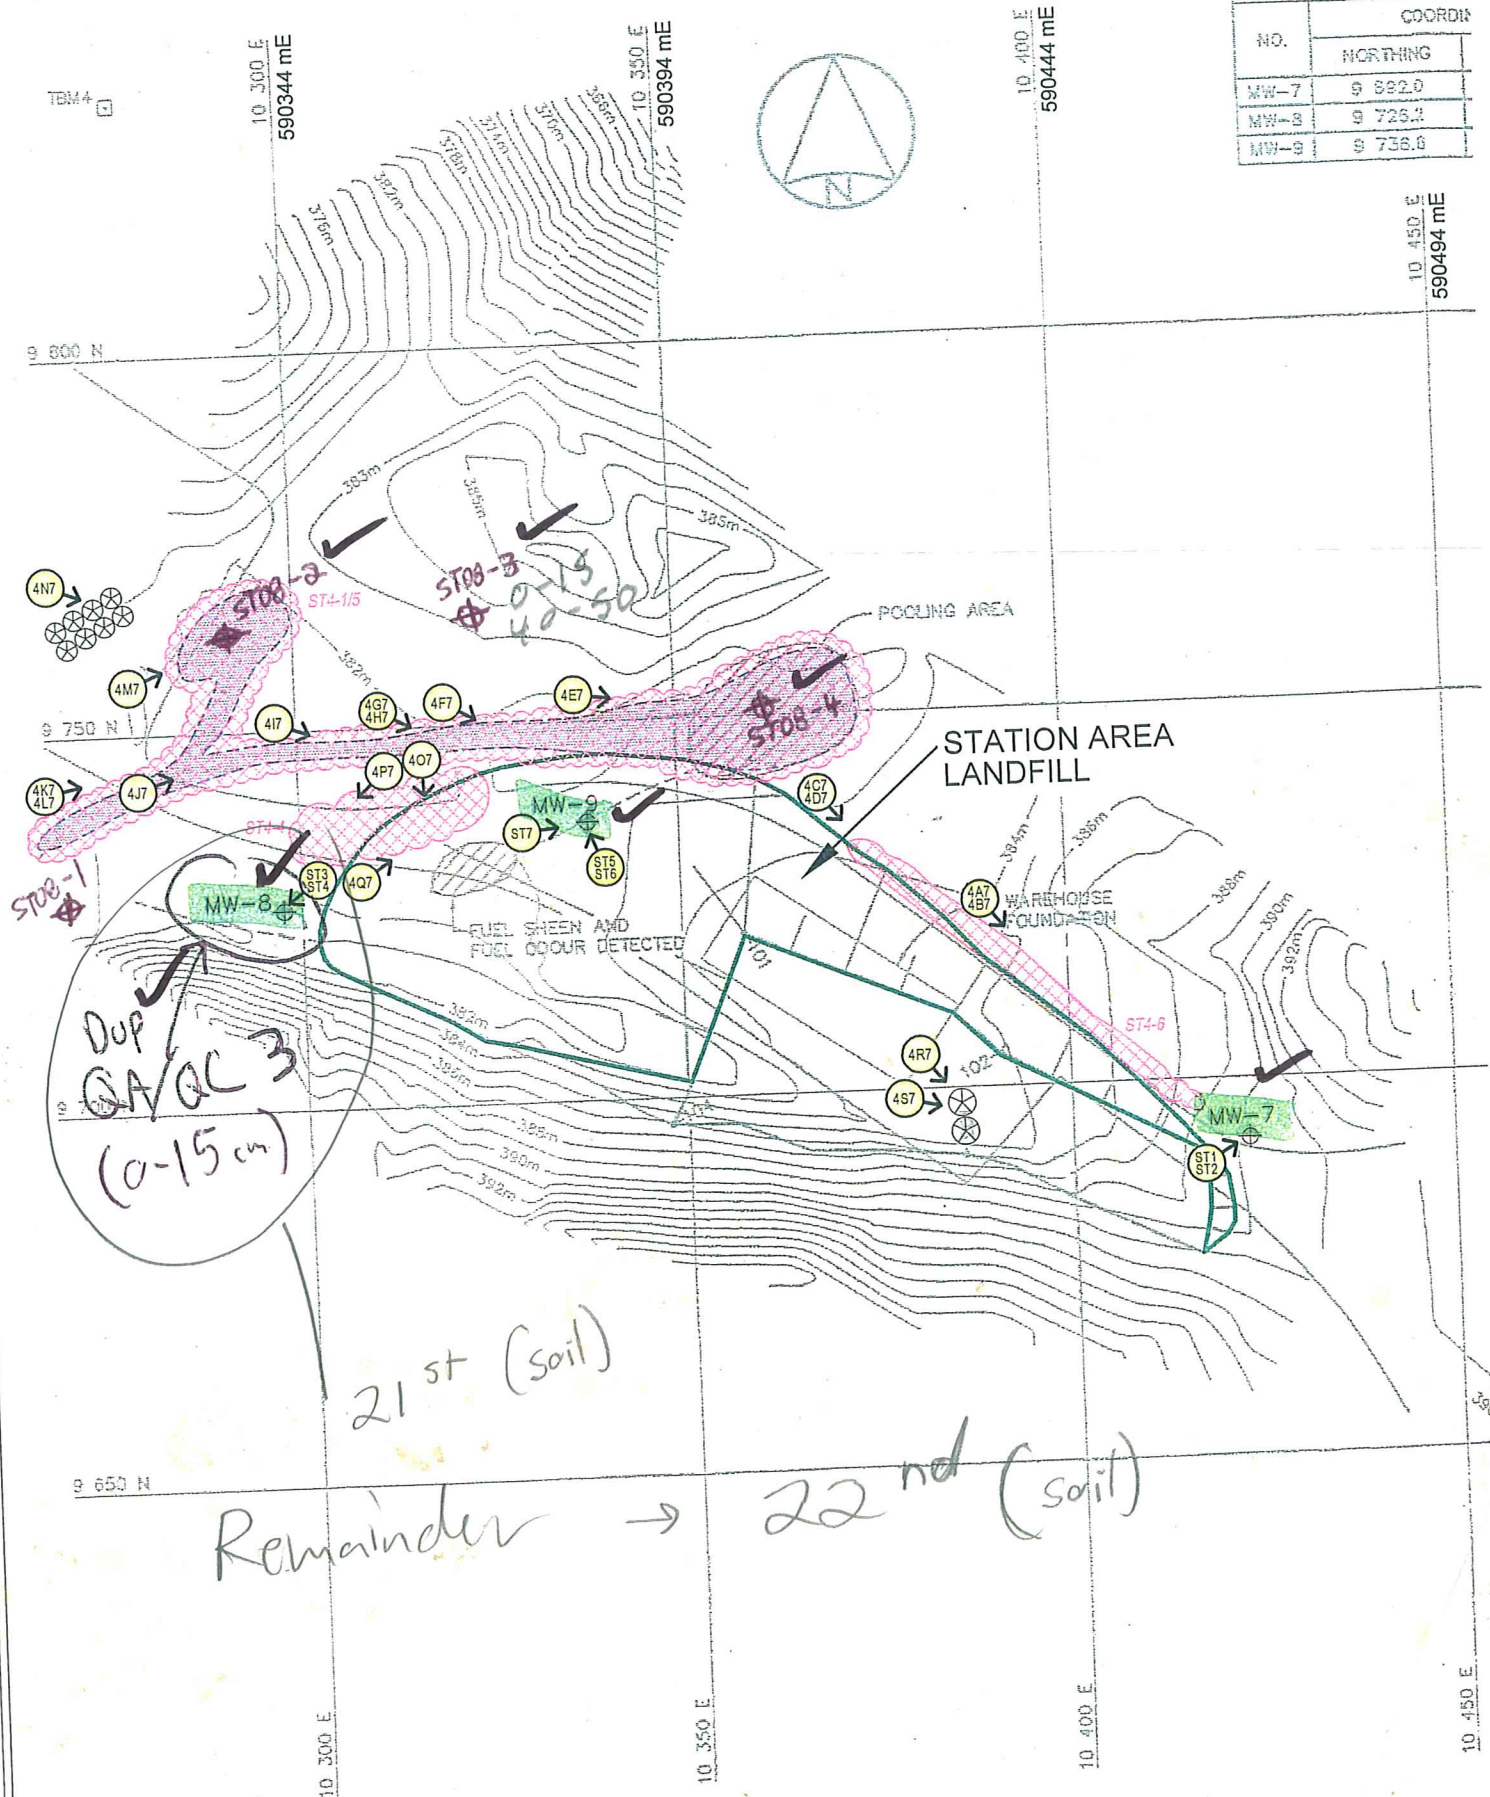 COORDIN
NO.
NORTHING
MW-7 9 692.0
MW-8
MW-9 9 736.0
10 300 E
590344 mE
10 350 E
590394 mE
10 400 E
590444 mE
10 450 E
590494 mE
TBM4
N
366m
370m
374m
378m
382m
376m
9 800 N
383m
385m
385m
4N7
ST08-2
ST4-1/5
ST08-3
0-15
40-50
POOLING AREA
382m
4M7
4I7
4G7
4H7
4F7
4E7
ST08-4
9 750 N
STATION AREA
LANDFILL
4K7
4L7
4J7
4P7
4O7
MW-9
4C7
4D7
ST4-4
ST7
ST5
ST6
384m
386m
ST08-1
MW-8
ST3
ST4
4Q7
4A7
4B7
WAREHOUSE
FOUNDATION
388m
390m
392m
FUEL SHEEN AND
FUEL ODOUR DETECTED
101
382m
384m
386m
ST4-6
Dup
QA/QC 3
(0-15 cm)
4R7
102
4S7
104
MW-7
ST1
ST2
390m
392m
21st (soil)
9 650 N
Remainder → 22nd (soil)
10 300 E
10 350 E
10 400 E
10 450 E